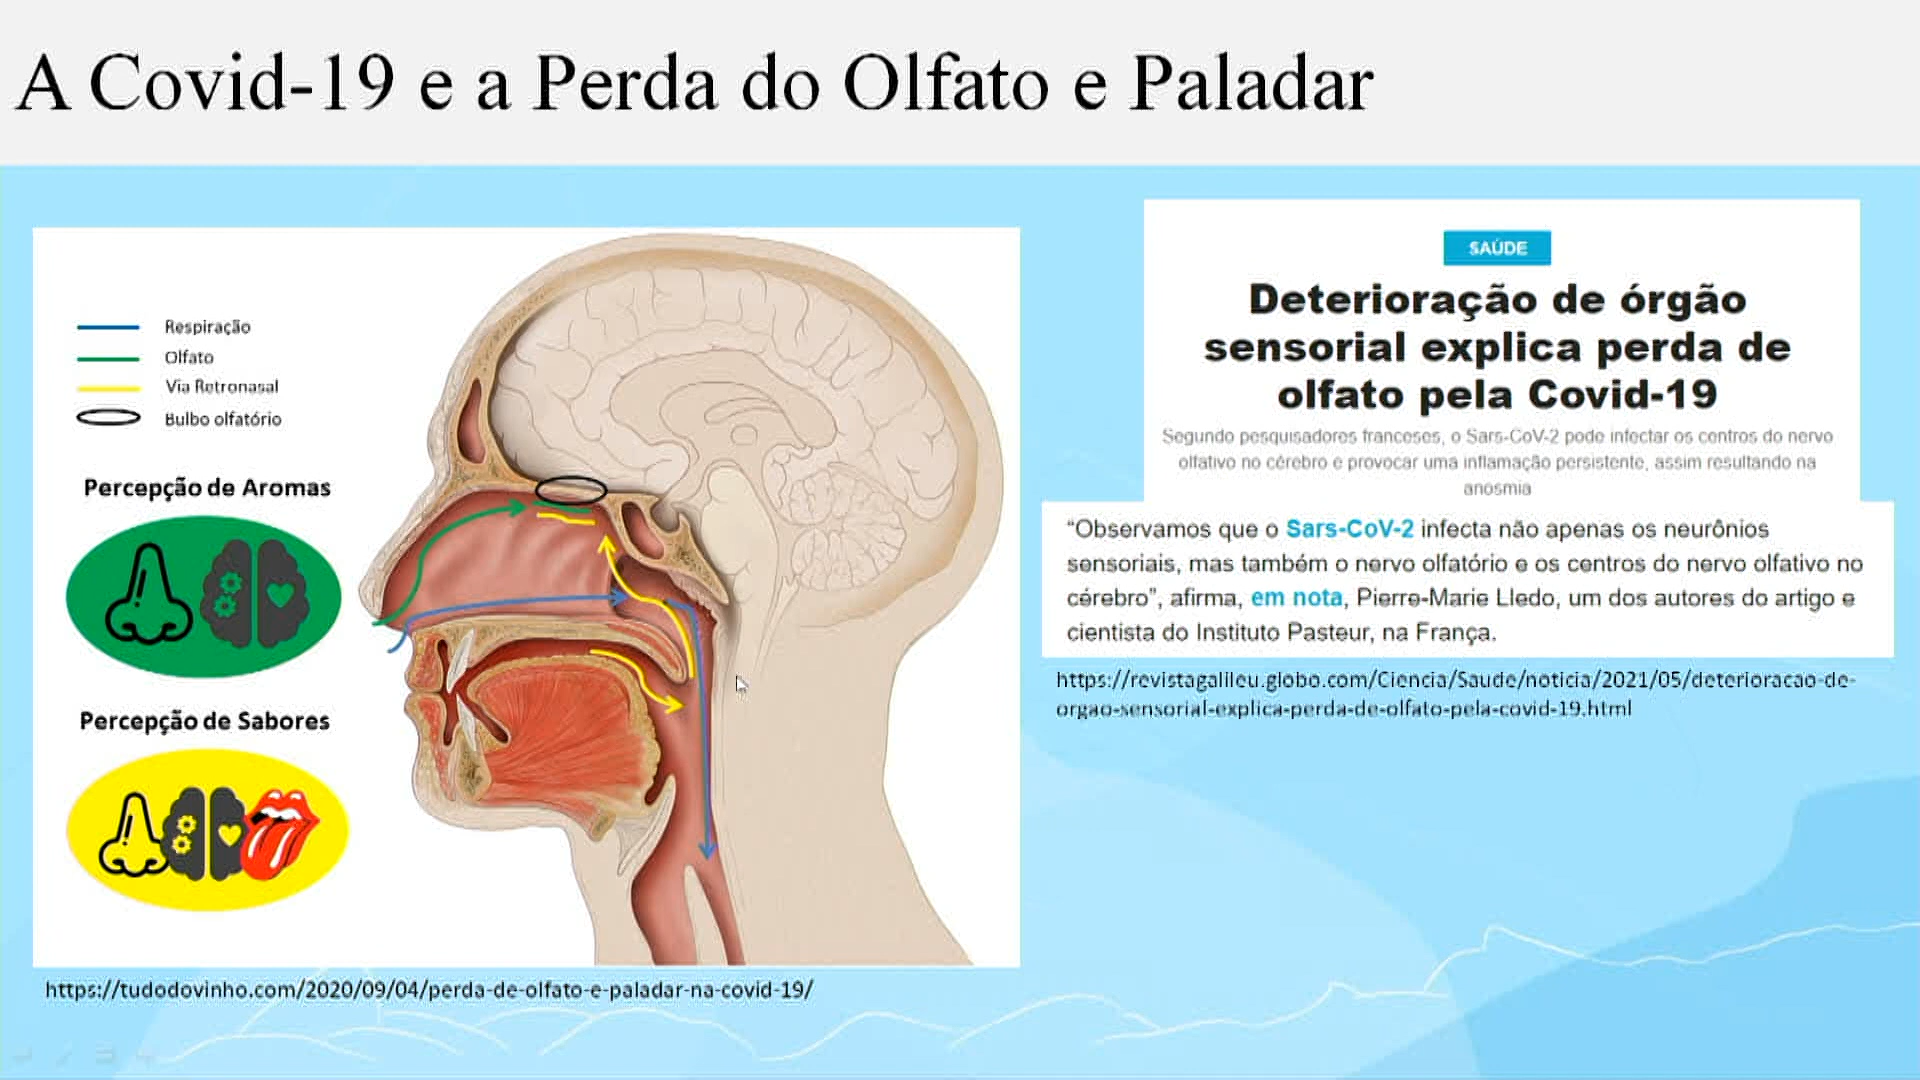 A Covid-19 e a Perda do Olfato e Paladar
Respiração
Olfato
Via Retronasal
Bulbo olfatório
Percepção de Aromas
Percepção de Sabores
https://tudodovinho.com/2020/09/04/perda-de-olfato-e-paladar-na-covid-19/
SAÚDE
Deterioração de órgão
sensorial explica perda de
olfato pela Covid-19
Segundo pesquisadores franceses, o Sars-CoV-2 pode infectar os centros do nervo
olfativo no cérebro e provocar uma inflamação persistente, assim resultando na
anosmia
“Observamos que o Sars-CoV-2 infecta não apenas os neurônios
sensoriais, mas também o nervo olfatório e os centros do nervo olfativo no
cérebro”, afirma, em nota, Pierre-Marie Lledo, um dos autores do artigo e
cientista do Instituto Pasteur, na França.
https://revistagalileu.globo.com/Ciencia/Saude/noticia/2021/05/deterioracao-de-
orgao-sensorial-explica-perda-de-olfato-pela-covid-19.html